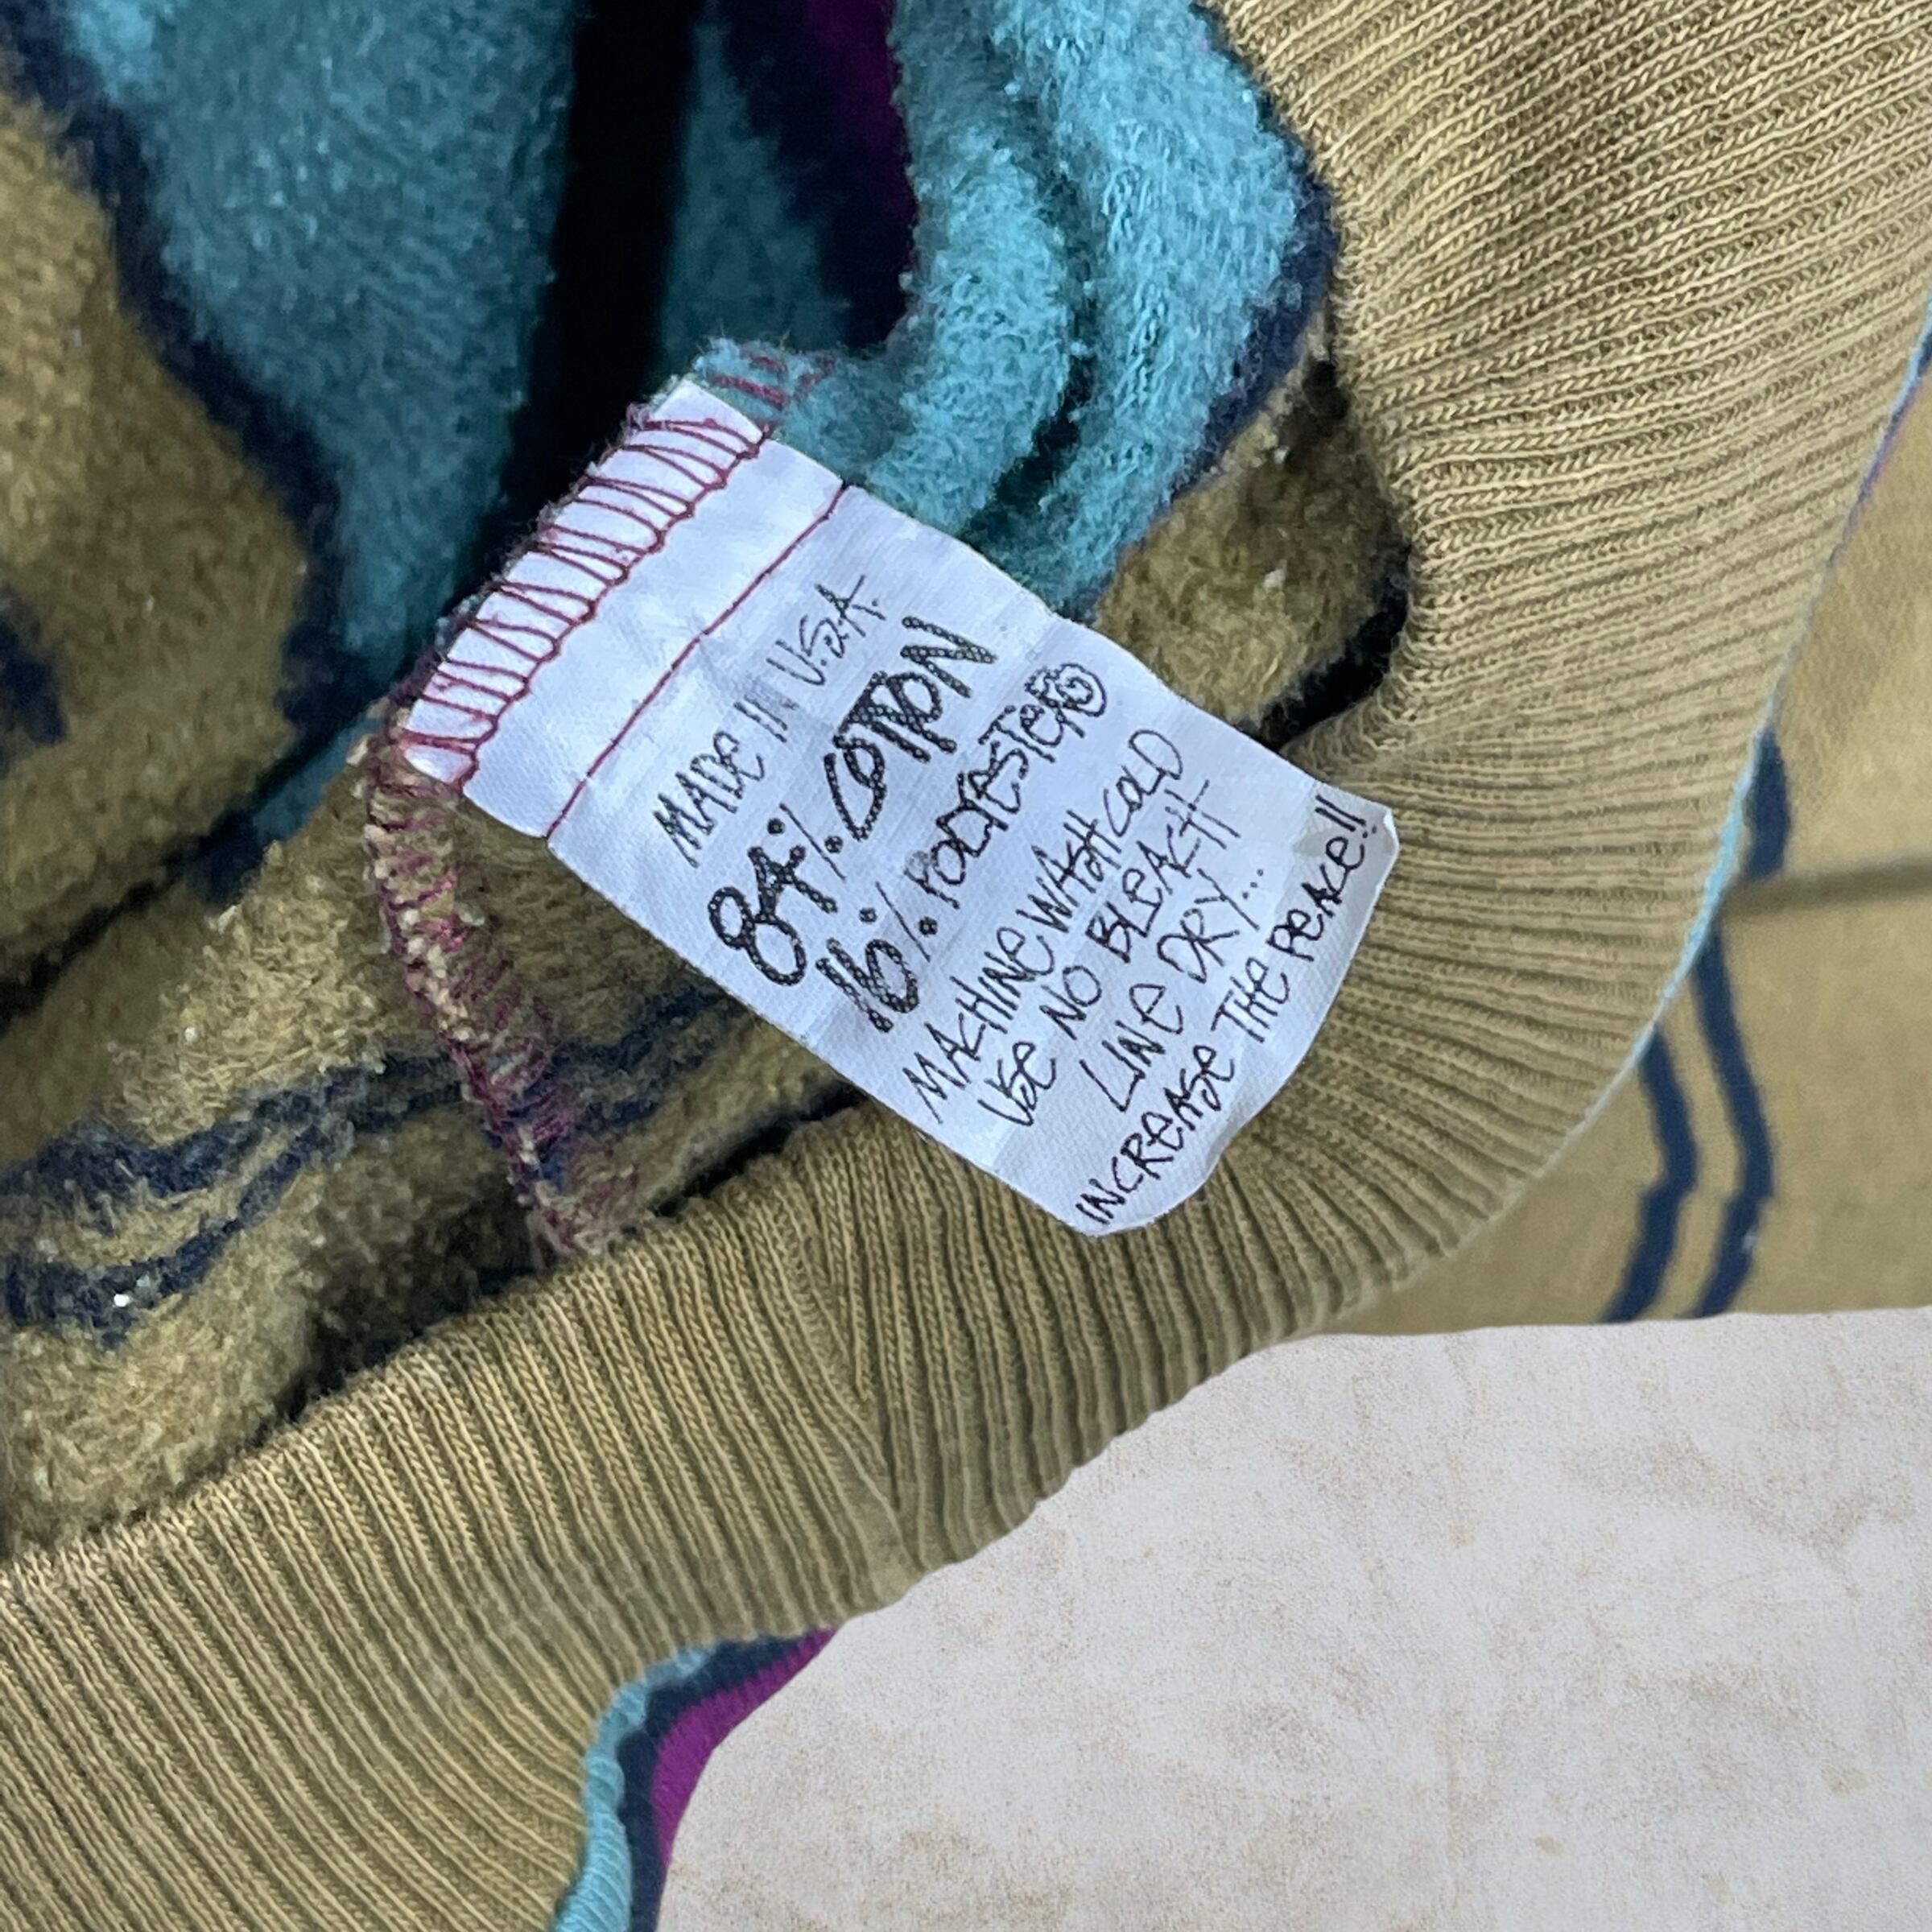 MADE IN U.S.A.
84% COTTON
16% POLYESTER
MACHINE WASH COLD
USE NO BLEACH
LINE DRY...
INCREASE THE PEACE!!